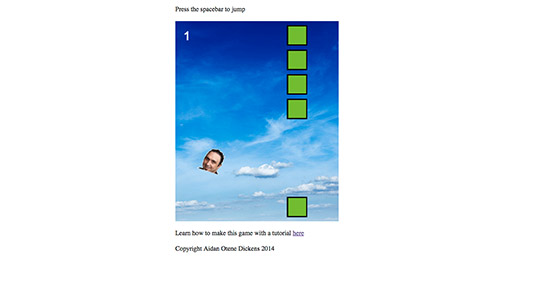 Press the spacebar to jump
1
Learn how to make this game with a tutorial here
Copyright Aidan Otene Dickens 2014